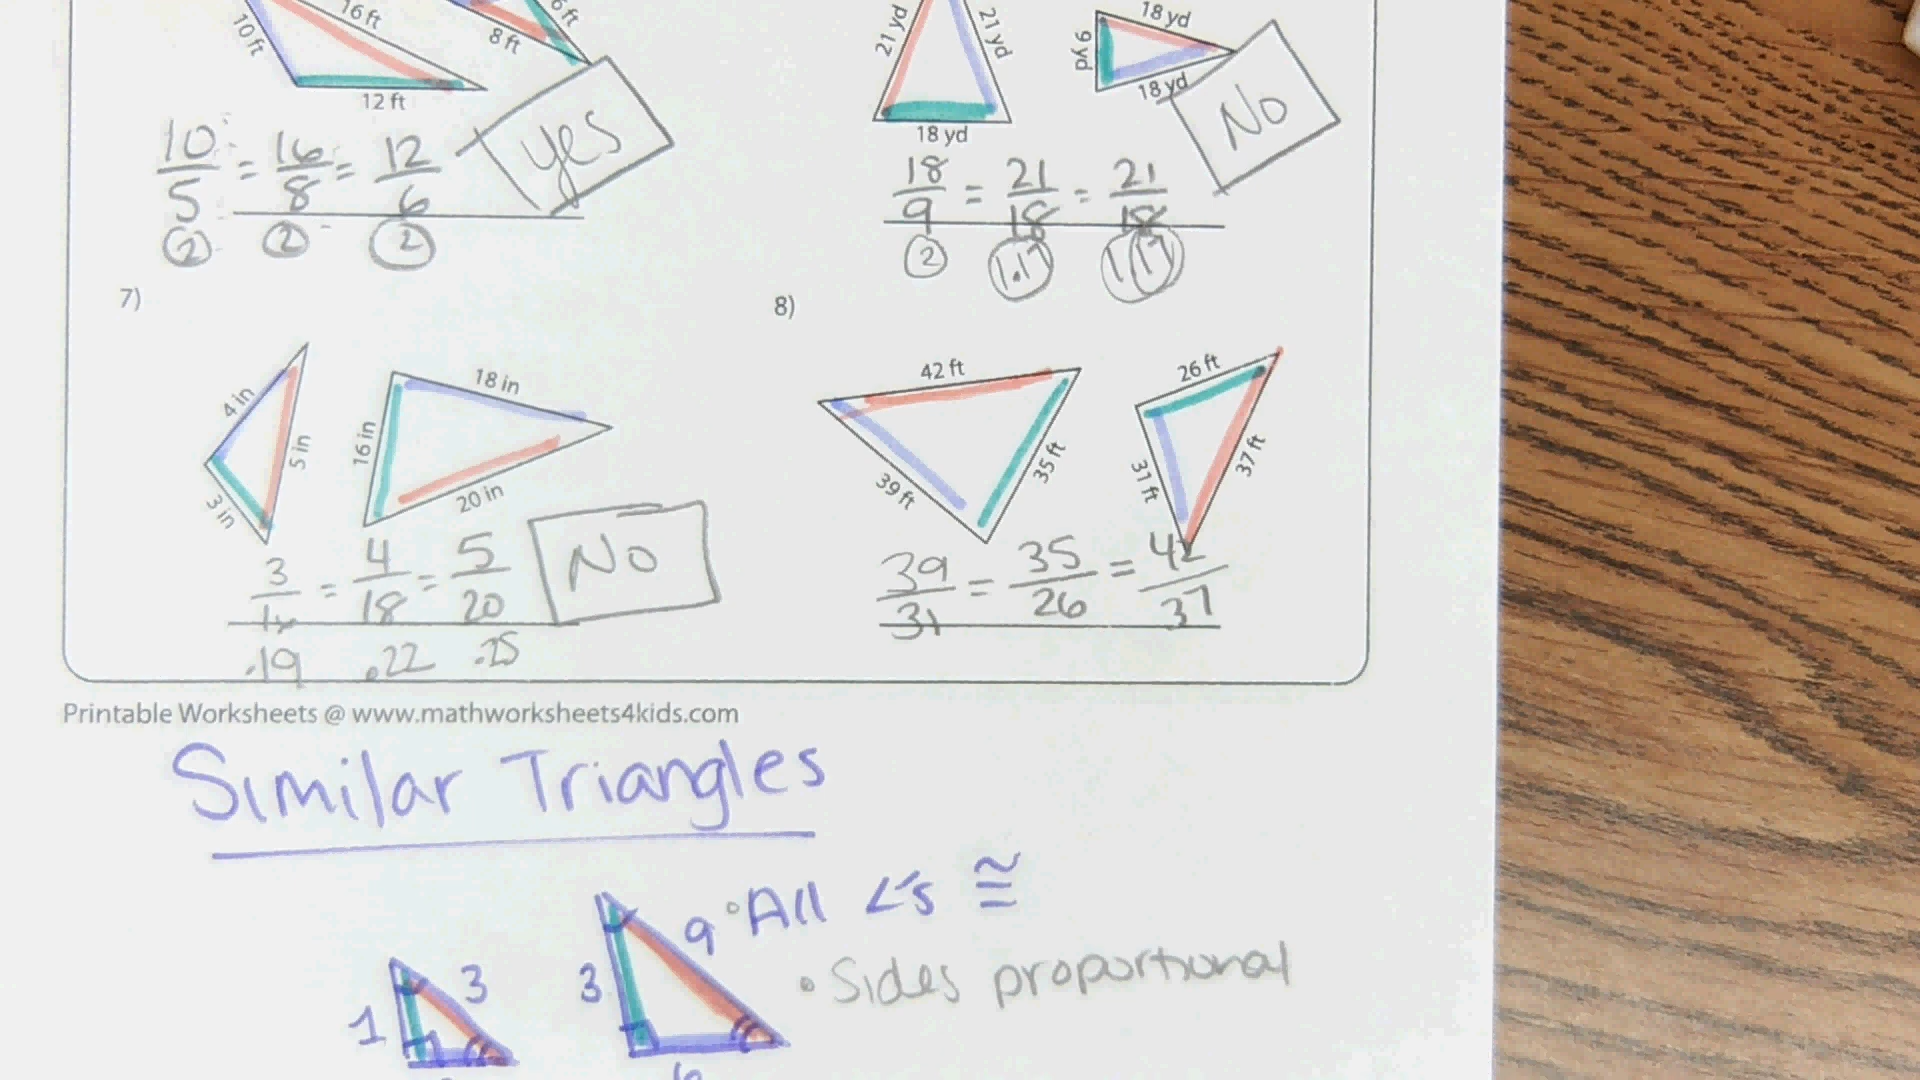 10 ft
16 ft
12 ft
8 ft
6 ft
10/5 = 16/8 = 12/6
yes
2 2 2
21 yd
21 yd
18 yd
9 yd
18 yd
18 yd
18/9 = 21/18 = 21/18
No
2 1.17 1.17
7)
4 in
5 in
3 in
16 in
18 in
20 in
3/16 = 4/18 = 5/20
No
.19 .22 .25
8)
42 ft
39 ft
35 ft
26 ft
31 ft
37 ft
39/31 = 35/26 = 42/37
Printable Worksheets @ www.mathworksheets4kids.com
Similar Triangles
• All ∠'s ≅
• Sides proportional
1
3
3
9